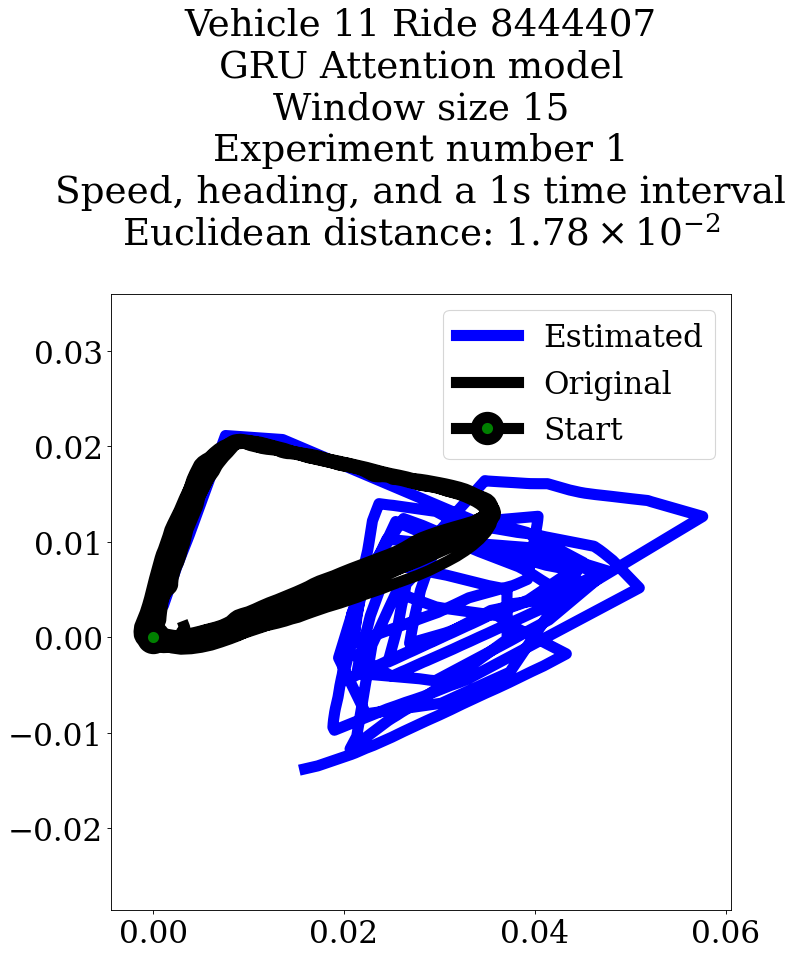 Vehicle 11 Ride 8444407
GRU Attention model
Window size 15
Experiment number 1
Speed, heading, and a 1s time interval
Euclidean distance: 1.78 × 10⁻²
Estimated
Original
Start
0.03
0.02
0.01
0.00
−0.01
−0.02
0.00 0.02 0.04 0.06